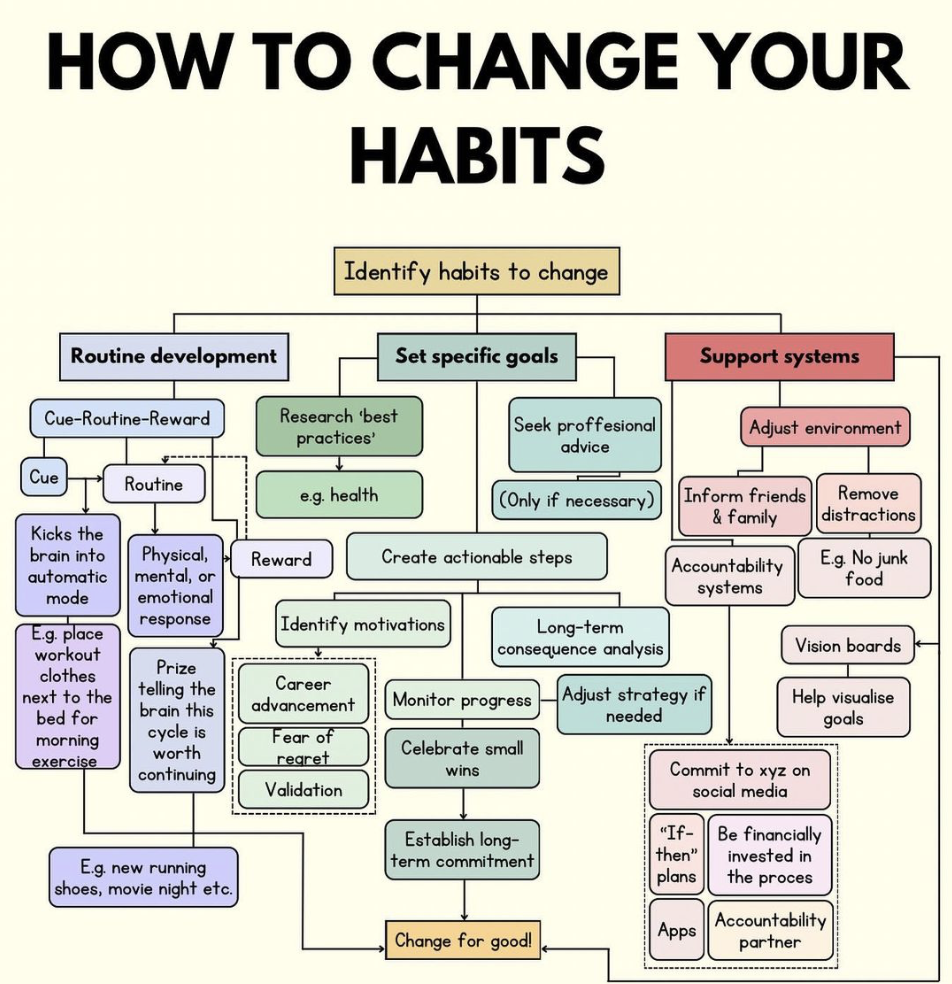 HOW TO CHANGE YOUR
HABITS
Identify habits to change
Routine development
Set specific goals
Support systems
Cue-Routine-Reward
Cue
Routine
Kicks the
brain into
automatic
mode
Physical,
mental, or
emotional
response
Reward
E.g. place
workout
clothes
next to the
bed for
morning
exercise
Prize
telling the
brain this
cycle is
worth
continuing
E.g. new running
shoes, movie night etc.
Research ‘best
practices’
e.g. health
Seek proffesional
advice
(Only if necessary)
Create actionable steps
Identify motivations
Career
advancement
Fear of
regret
Validation
Long-term
consequence analysis
Monitor progress
Adjust strategy if
needed
Celebrate small
wins
Establish long-
term commitment
Change for good!
Adjust environment
Inform friends
& family
Remove
distractions
Accountability
systems
E.g. No junk
food
Vision boards
Help visualise
goals
Commit to xyz on
social media
“If-
then”
plans
Be financially
invested in
the proces
Apps
Accountability
partner